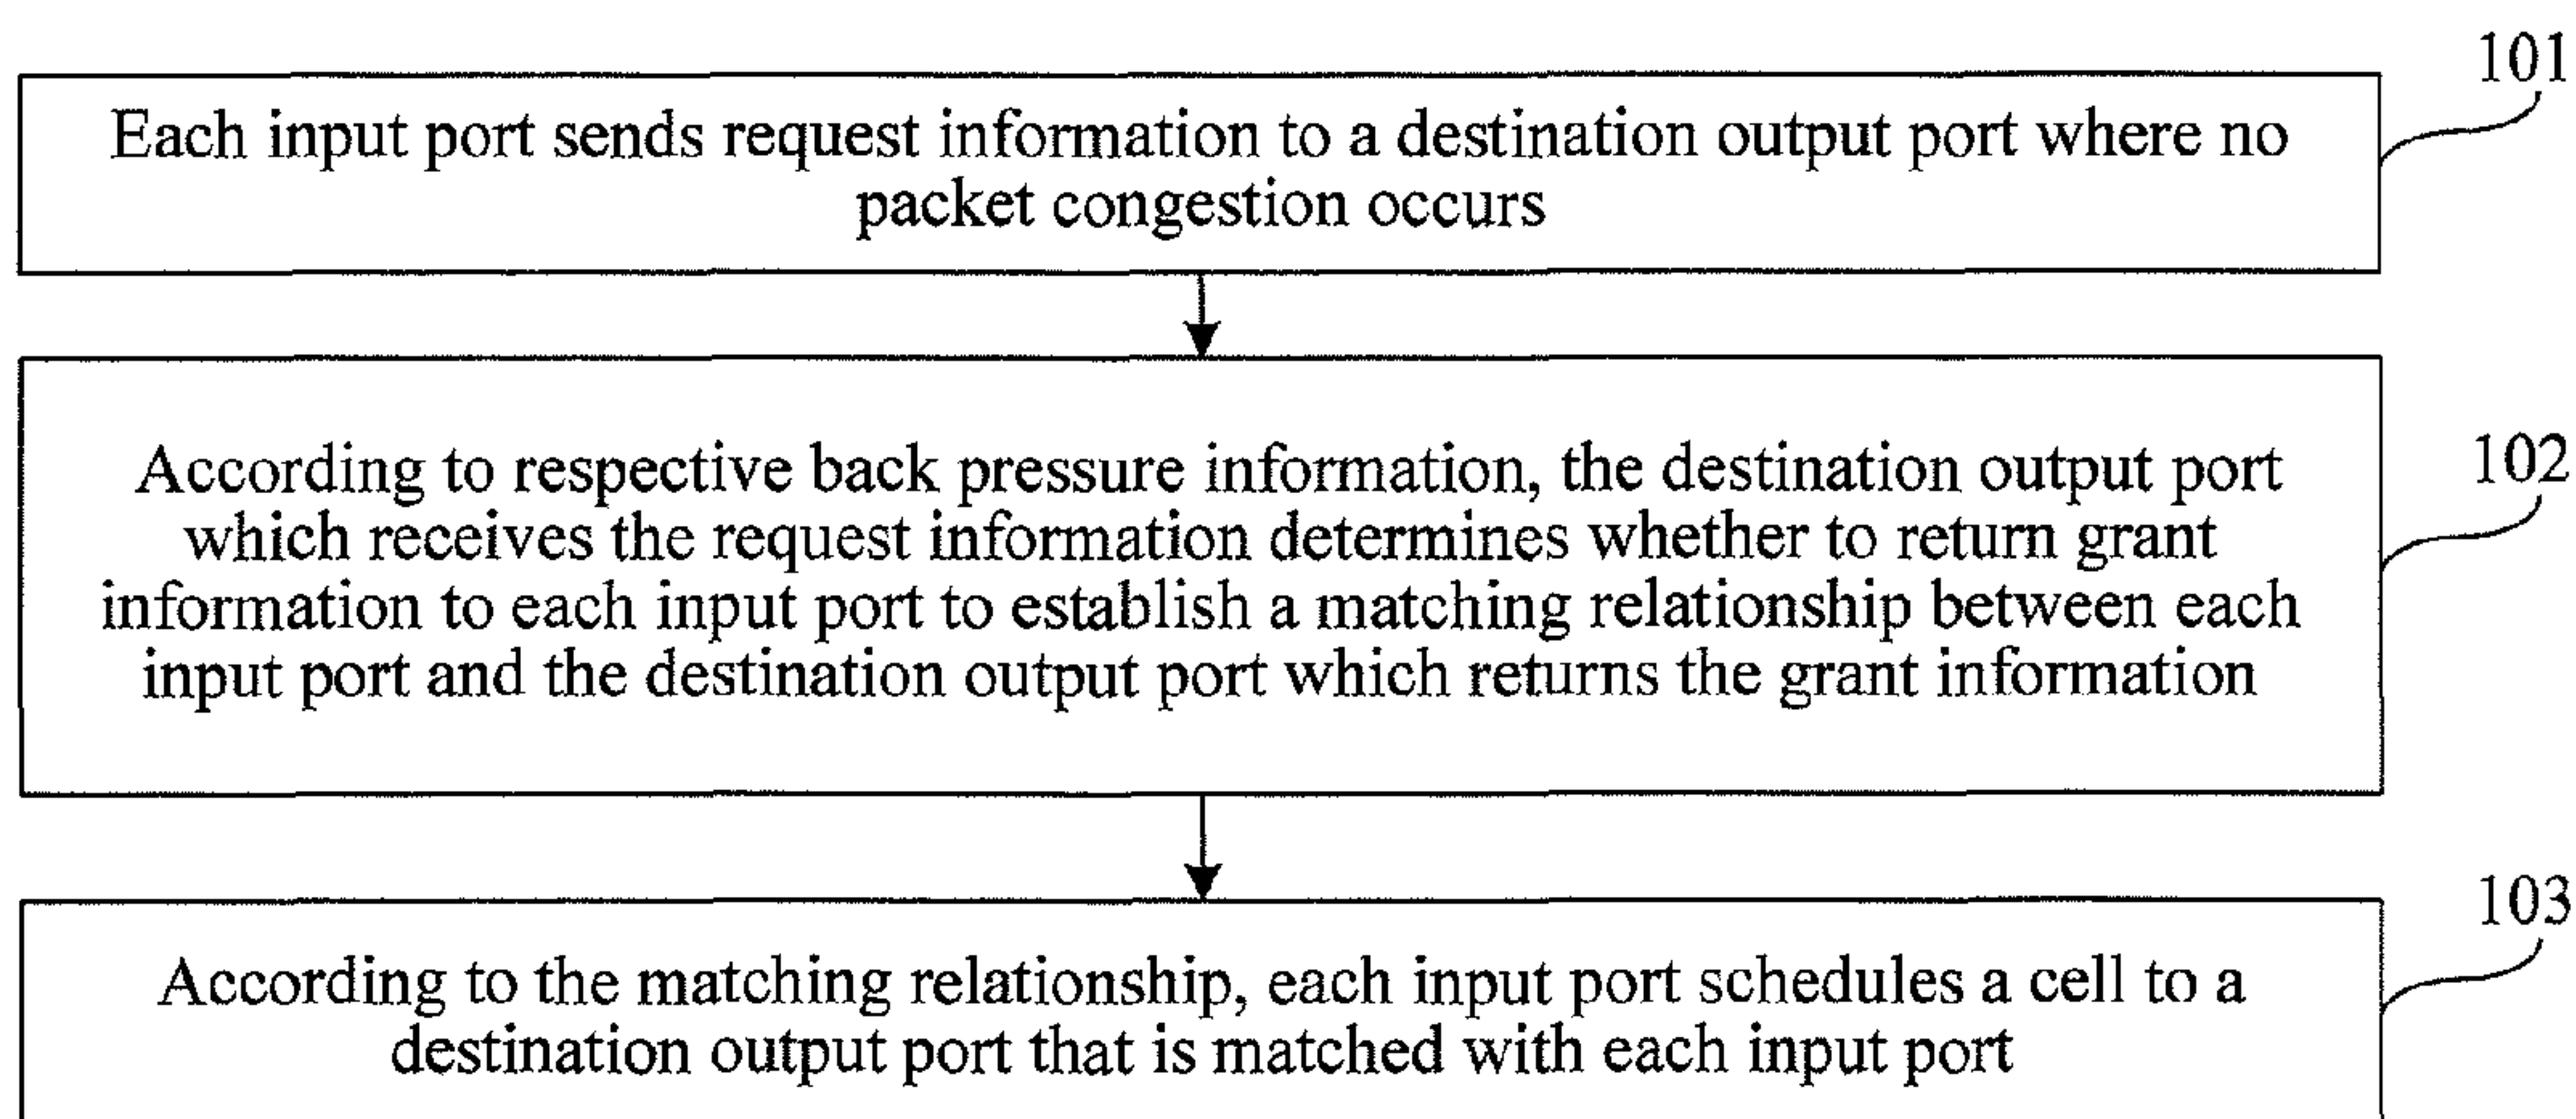 101
Each input port sends request information to a destination output port where no
packet congestion occurs
According to respective back pressure information, the destination output port
which receives the request information determines whether to return grant
information to each input port to establish a matching relationship between each
input port and the destination output port which returns the grant information
102
According to the matching relationship, each input port schedules a cell to a
destination output port that is matched with each input port
103